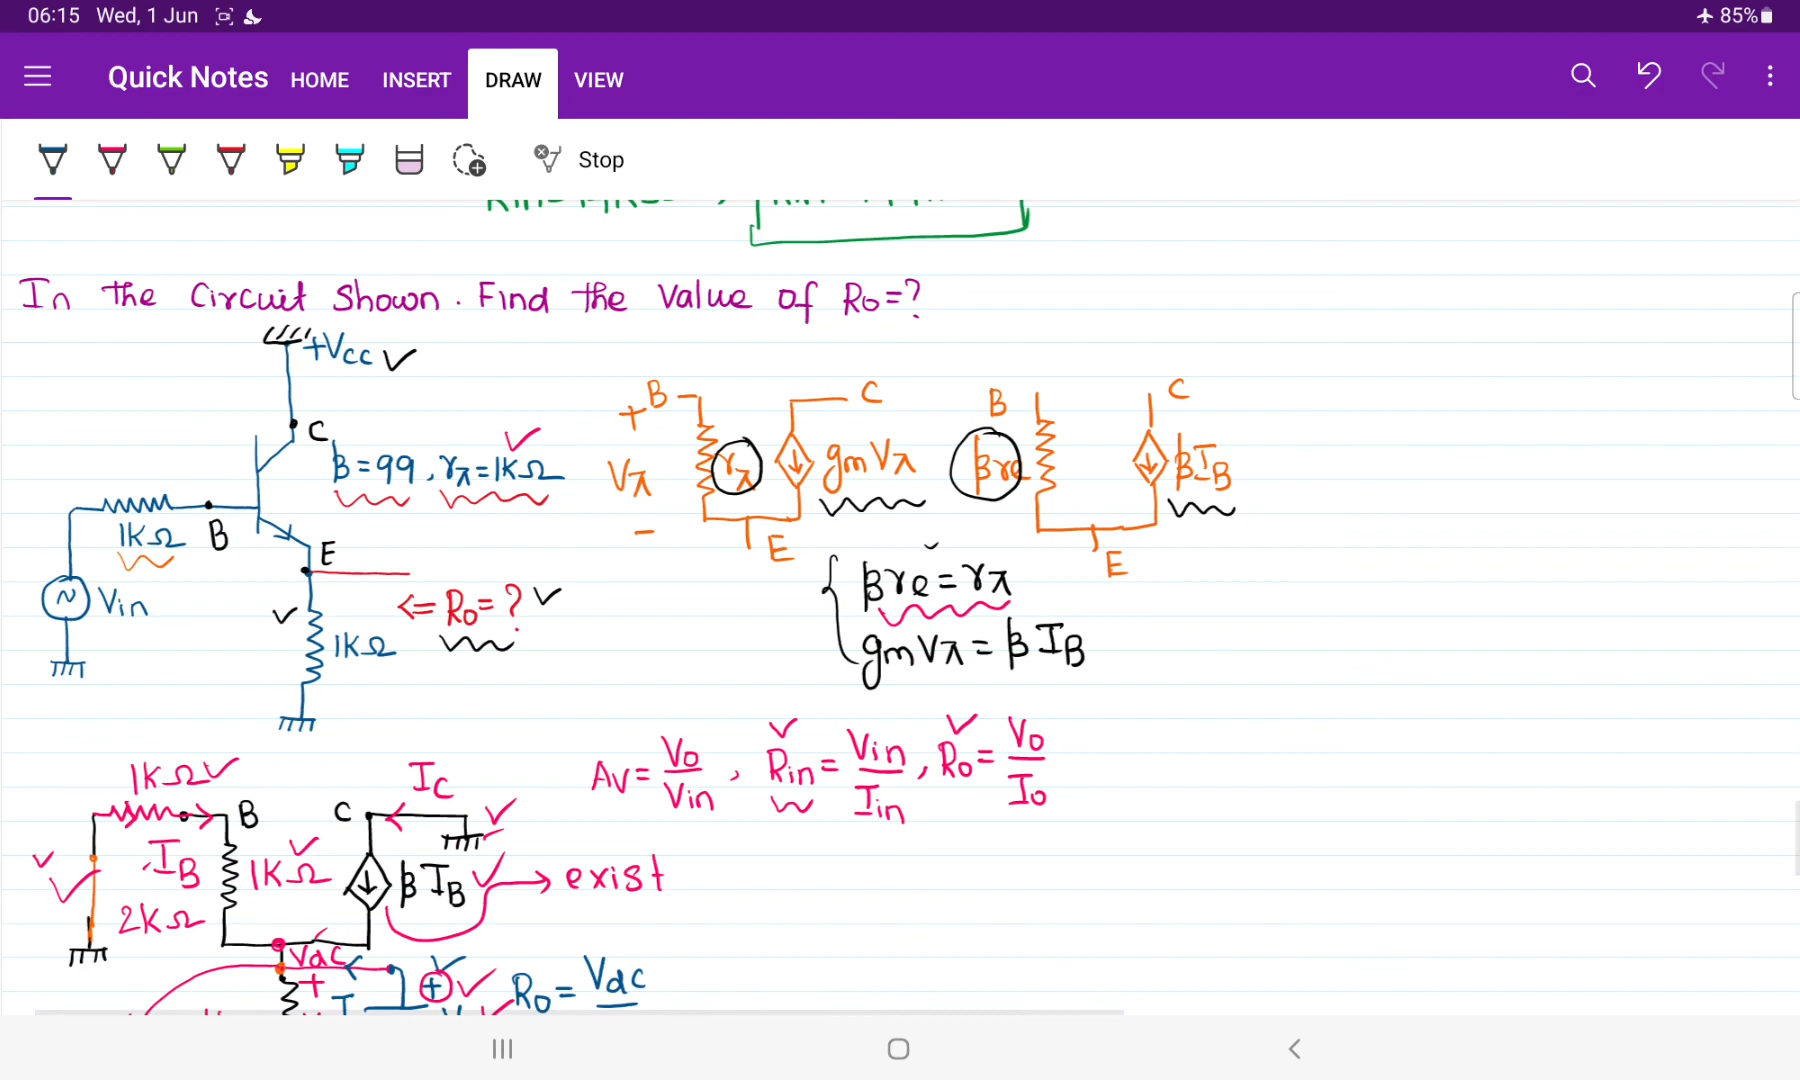 06:15 Wed, 1 Jun
85%
Quick Notes HOME INSERT DRAW VIEW
Stop
In the Circuit Shown. Find the Value of Ro=?
+Vcc
C
β=99, rπ=1KΩ
1KΩ B
E
Vin
<= Ro=?
1KΩ
+ B C
Vπ rπ gmVπ
- E
B C
βre βIB
E
βre=rπ
gmVπ=βIB
Av=Vo/Vin, Rin=Vin/Iin, Ro=Vo/Io
1KΩ B C Ic
IB 1KΩ βIB → exist
2KΩ
Vdc
+ + Ro=Vdc